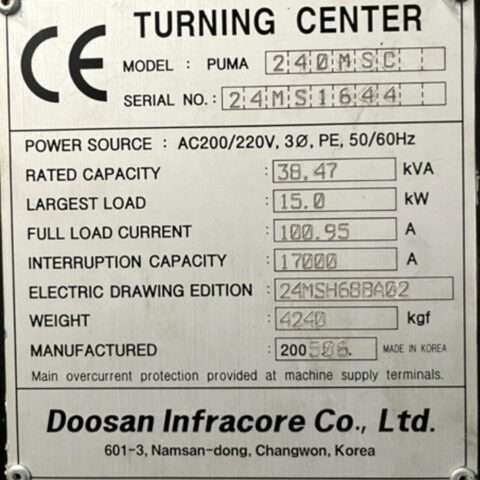 CE TURNING CENTER
MODEL : PUMA 240MSC
SERIAL NO. : 24MS1644
POWER SOURCE : AC200/220V, 3Ø, PE, 50/60Hz
RATED CAPACITY : 38.47 kVA
LARGEST LOAD : 15.0 kW
FULL LOAD CURRENT : 100.95 A
INTERRUPTION CAPACITY : 17000 A
ELECTRIC DRAWING EDITION : 24MSH68BA02
WEIGHT : 4240 kgf
MANUFACTURED : 200506. MADE IN KOREA
Main overcurrent protection provided at machine supply terminals.
Doosan Infracore Co., Ltd.
601-3, Namsan-dong, Changwon, Korea